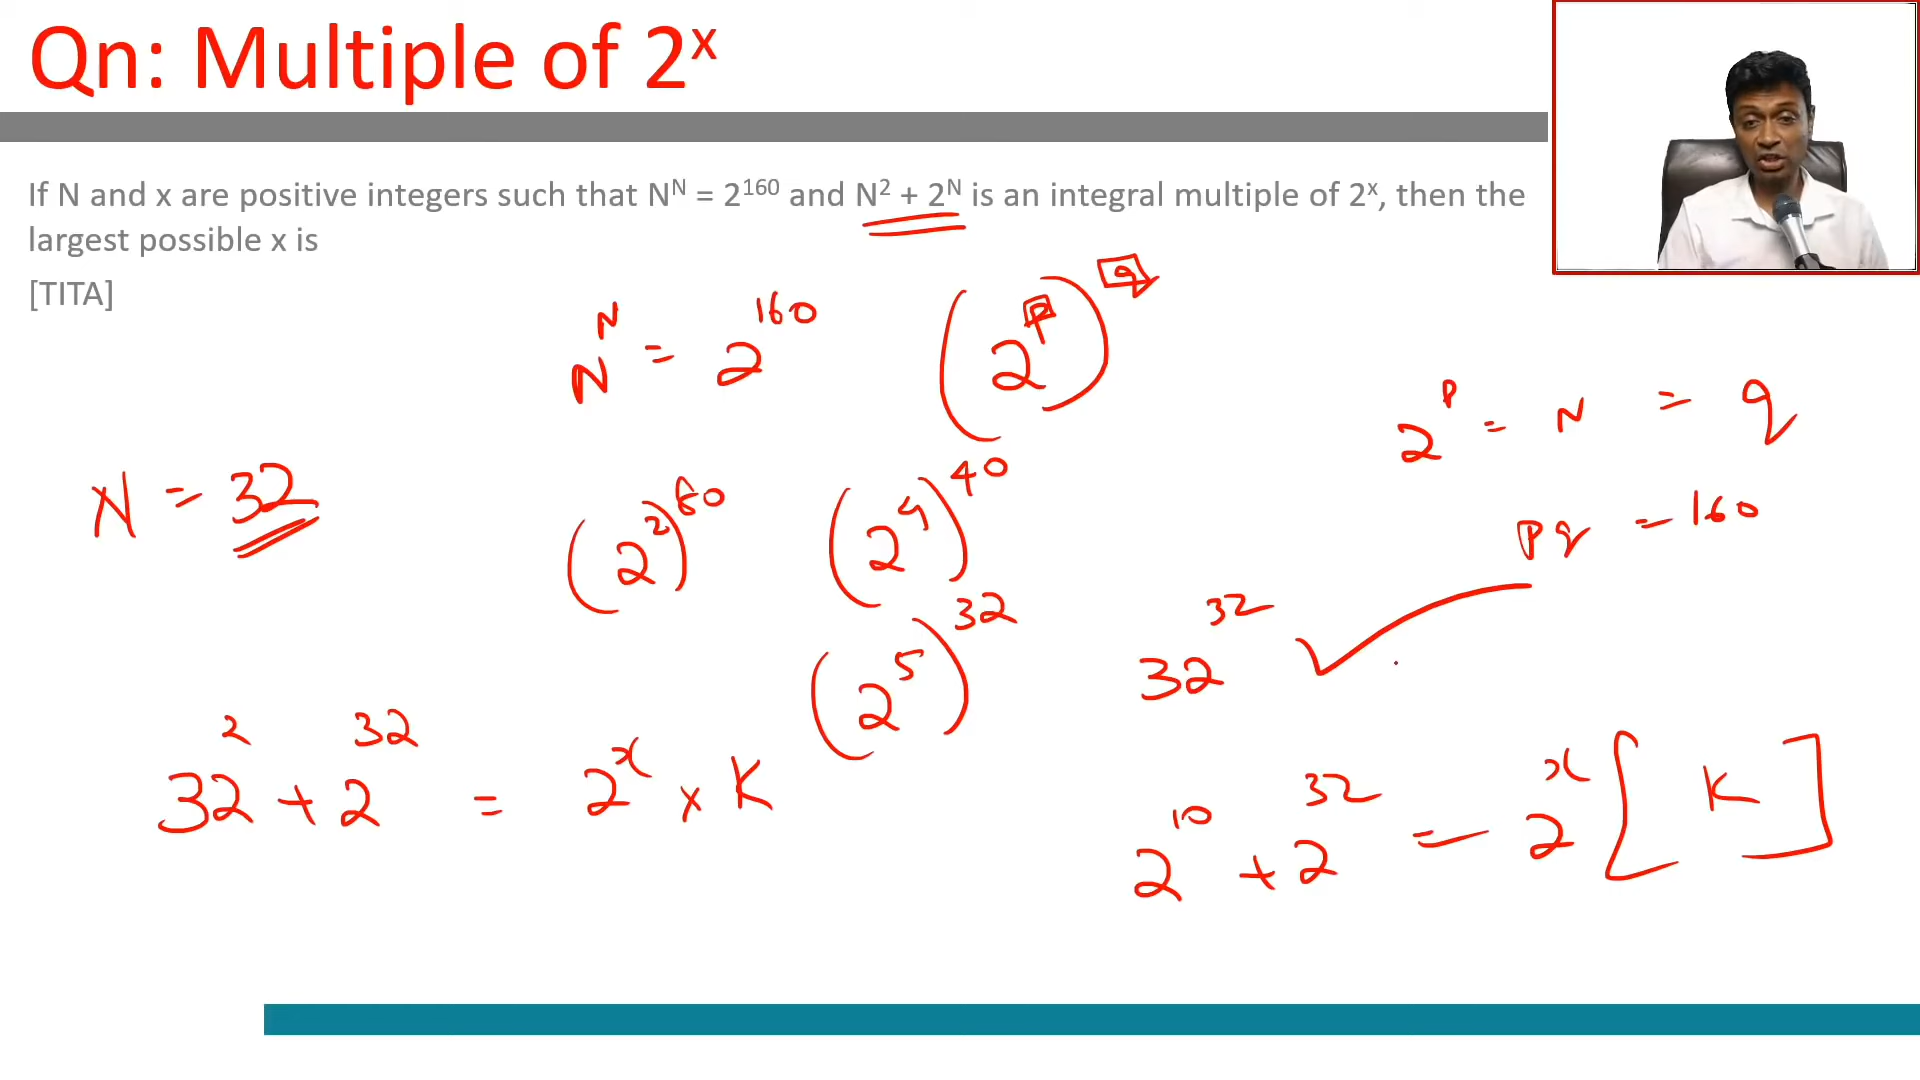 Qn: Multiple of 2ˣ
If N and x are positive integers such that Nᴺ = 2¹⁶⁰ and N² + 2ᴺ is an integral multiple of 2ˣ, then the
largest possible x is
[TITA]
Nᴺ = 2¹⁶⁰
(2^p)^q
2^p = N = q
N = 32
(2²)⁸⁰
(2⁴)⁴⁰
pq = 160
(2⁵)³²
32³²
32² + 2³² = 2ˣ × K
2¹⁰ + 2³² = 2ˣ [ K ]